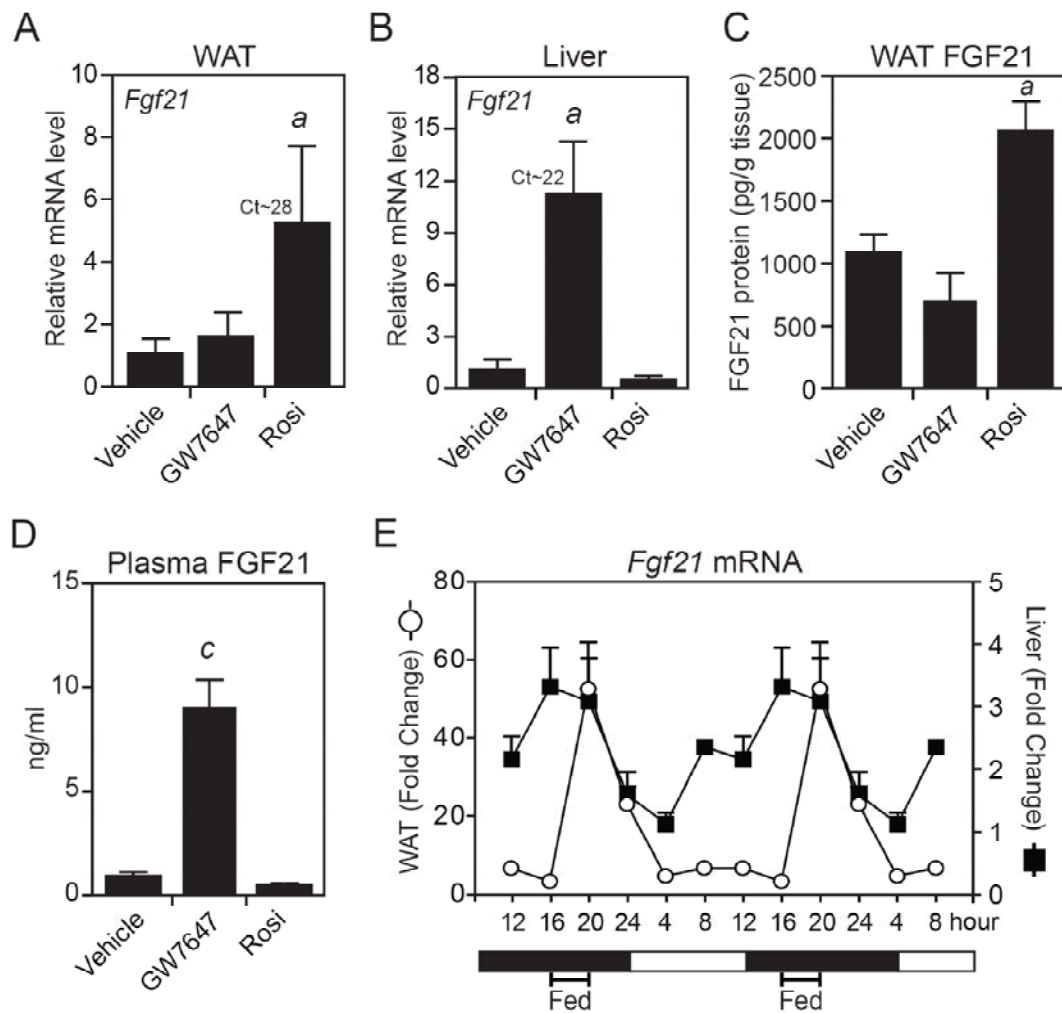 A
WAT
Fgf21
Relative mRNA level
10
8
6
4
2
0
Ct~28
a
Vehicle
GW7647
Rosi
B
Liver
Fgf21
Relative mRNA level
18
15
12
9
6
3
0
Ct~22
a
Vehicle
GW7647
Rosi
C
WAT FGF21
FGF21 protein (pg/g tissue)
2500
2000
1500
1000
500
0
a
Vehicle
GW7647
Rosi
D
Plasma FGF21
ng/ml
15
10
5
0
c
Vehicle
GW7647
Rosi
E
Fgf21 mRNA
WAT (Fold Change)
80
60
40
20
0
Liver (Fold Change)
5
4
3
2
1
0
12 16 20 24 4 8 12 16 20 24 4 8 hour
Fed Fed